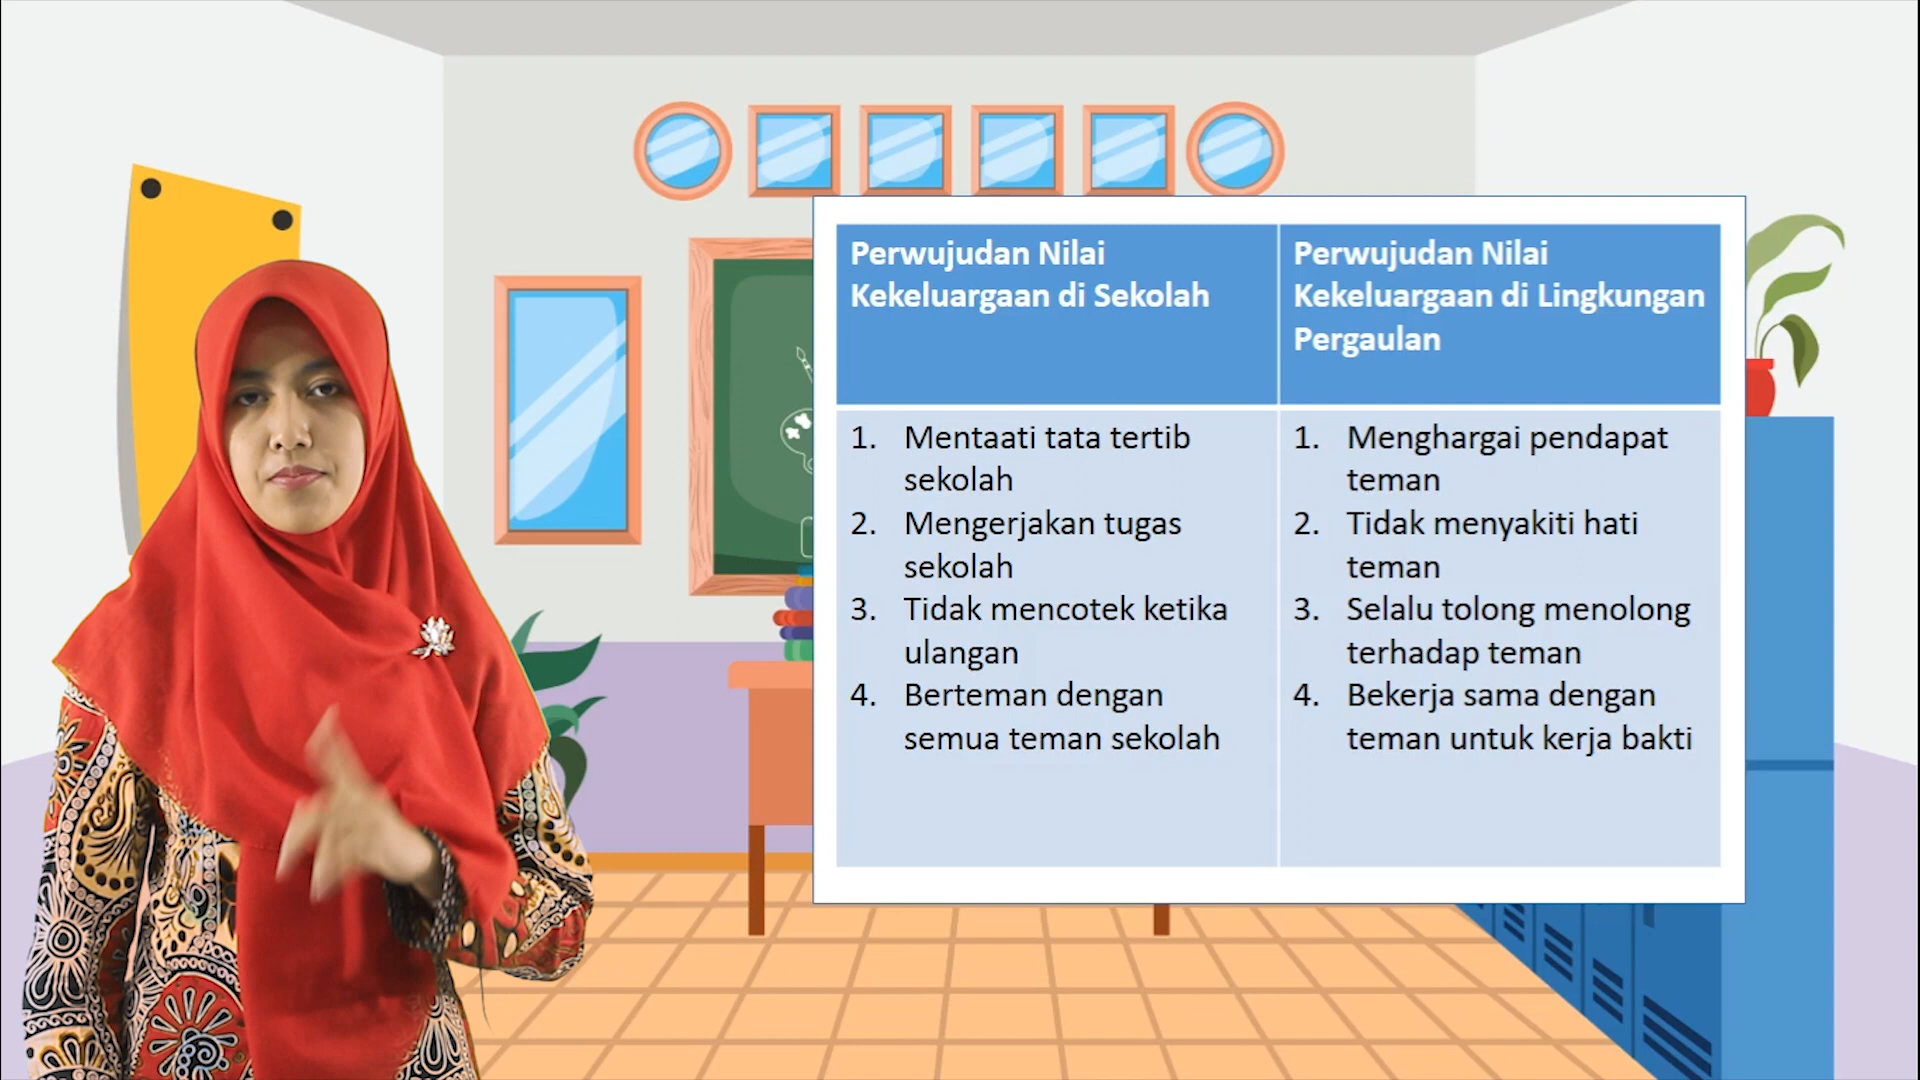 Perwujudan Nilai
Kekeluargaan di Sekolah
Perwujudan Nilai
Kekeluargaan di Lingkungan
Pergaulan
1. Mentaati tata tertib
sekolah
2. Mengerjakan tugas
sekolah
3. Tidak mencotek ketika
ulangan
4. Berteman dengan
semua teman sekolah
1. Menghargai pendapat
teman
2. Tidak menyakiti hati
teman
3. Selalu tolong menolong
terhadap teman
4. Bekerja sama dengan
teman untuk kerja bakti